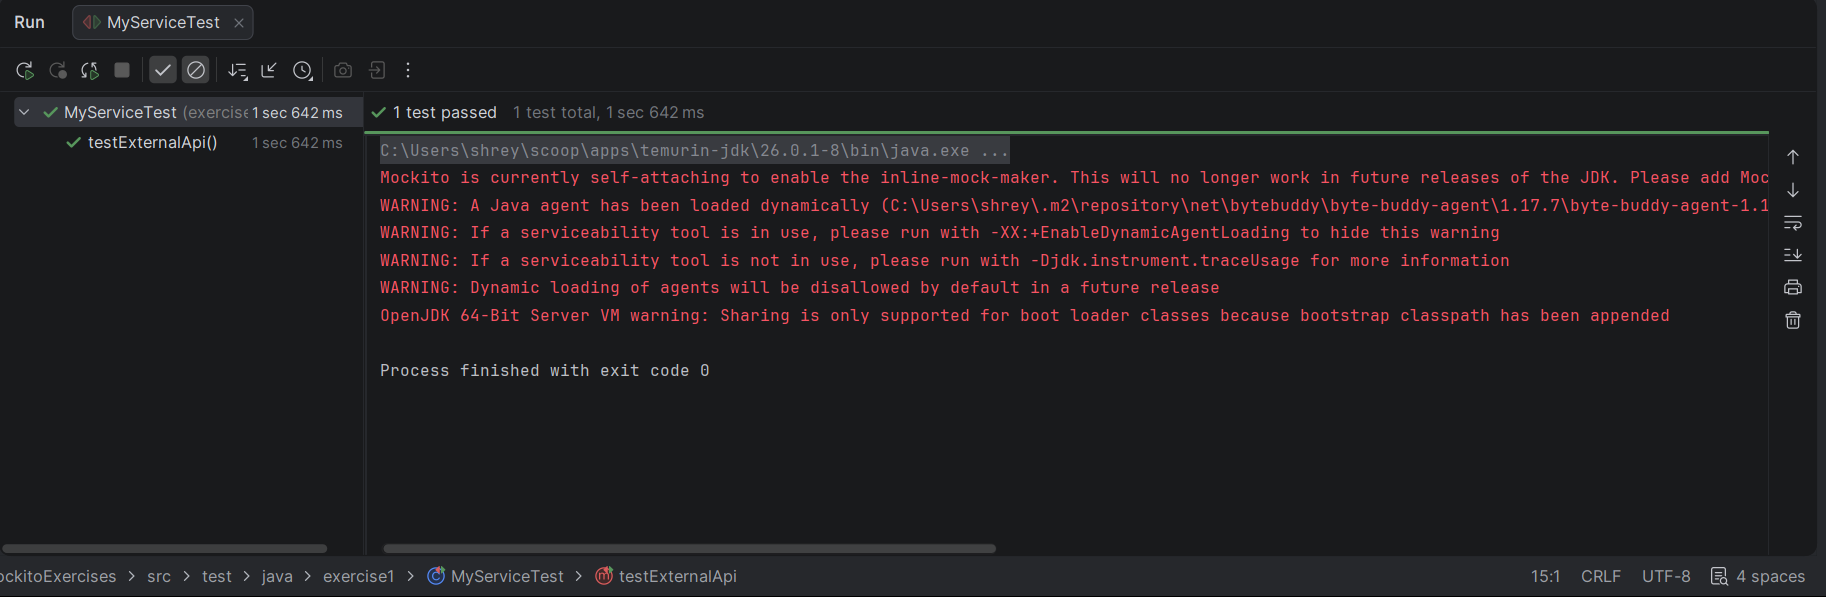 Run MyServiceTest
MyServiceTest (exercise 1 sec 642 ms
testExternalApi() 1 sec 642 ms
1 test passed 1 test total, 1 sec 642 ms
C:\Users\shrey\scoop\apps\temurin-jdk\26.0.1-8\bin\java.exe ...
Mockito is currently self-attaching to enable the inline-mock-maker. This will no longer work in future releases of the JDK. Please add Moc
WARNING: A Java agent has been loaded dynamically (C:\Users\shrey\.m2\repository\net\bytebuddy\byte-buddy-agent\1.17.7\byte-buddy-agent-1.1
WARNING: If a serviceability tool is in use, please run with -XX:+EnableDynamicAgentLoading to hide this warning
WARNING: If a serviceability tool is not in use, please run with -Djdk.instrument.traceUsage for more information
WARNING: Dynamic loading of agents will be disallowed by default in a future release
OpenJDK 64-Bit Server VM warning: Sharing is only supported for boot loader classes because bootstrap classpath has been appended
Process finished with exit code 0
ockitoExercises > src > test > java > exercise1 > MyServiceTest > testExternalApi 15:1 CRLF UTF-8 4 spaces